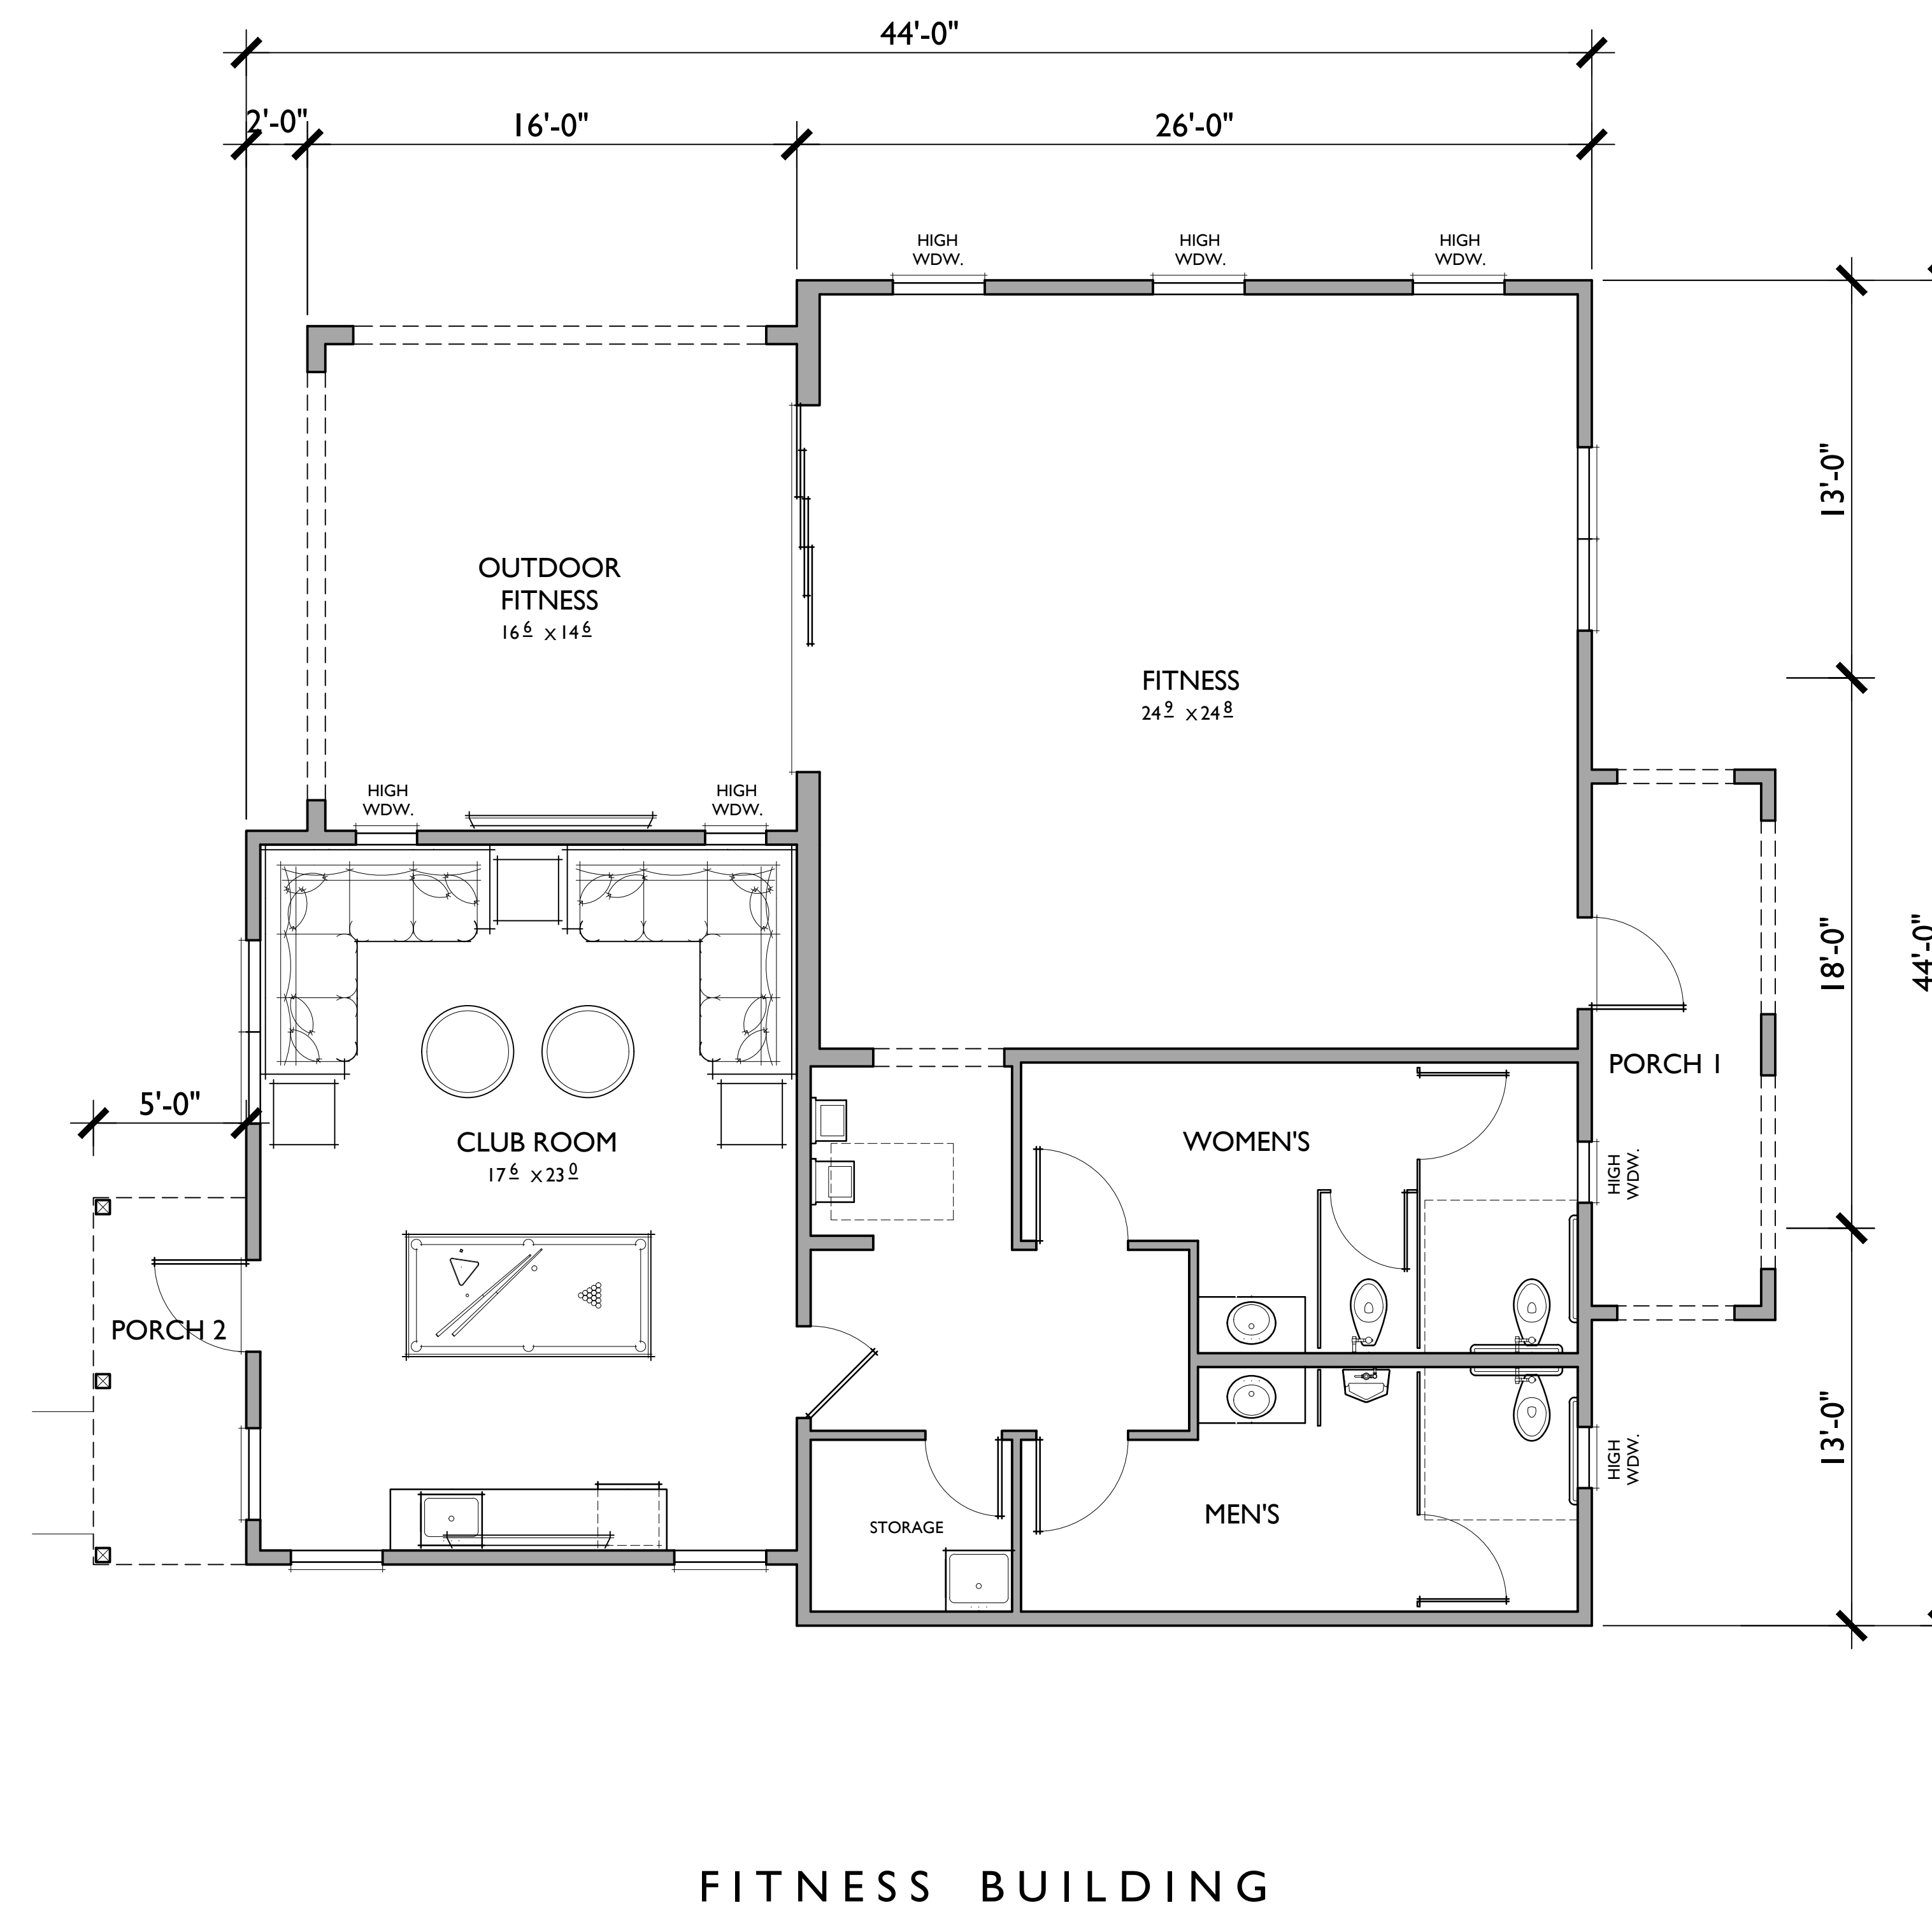 44'-0"
2'-0"
16'-0"
26'-0"
HIGH
WDW.
HIGH
WDW.
HIGH
WDW.
13'-0"
OUTDOOR
FITNESS
16 6 x 14 6
FITNESS
24 9 x 24 8
HIGH
WDW.
HIGH
WDW.
18'-0"
44'-0
PORCH 1
5'-0"
CLUB ROOM
17 6 x 23 0
WOMEN'S
HIGH
WDW.
PORCH 2
13'-0"
HIGH
WDW.
MEN'S
STORAGE
FITNESS BUILDING